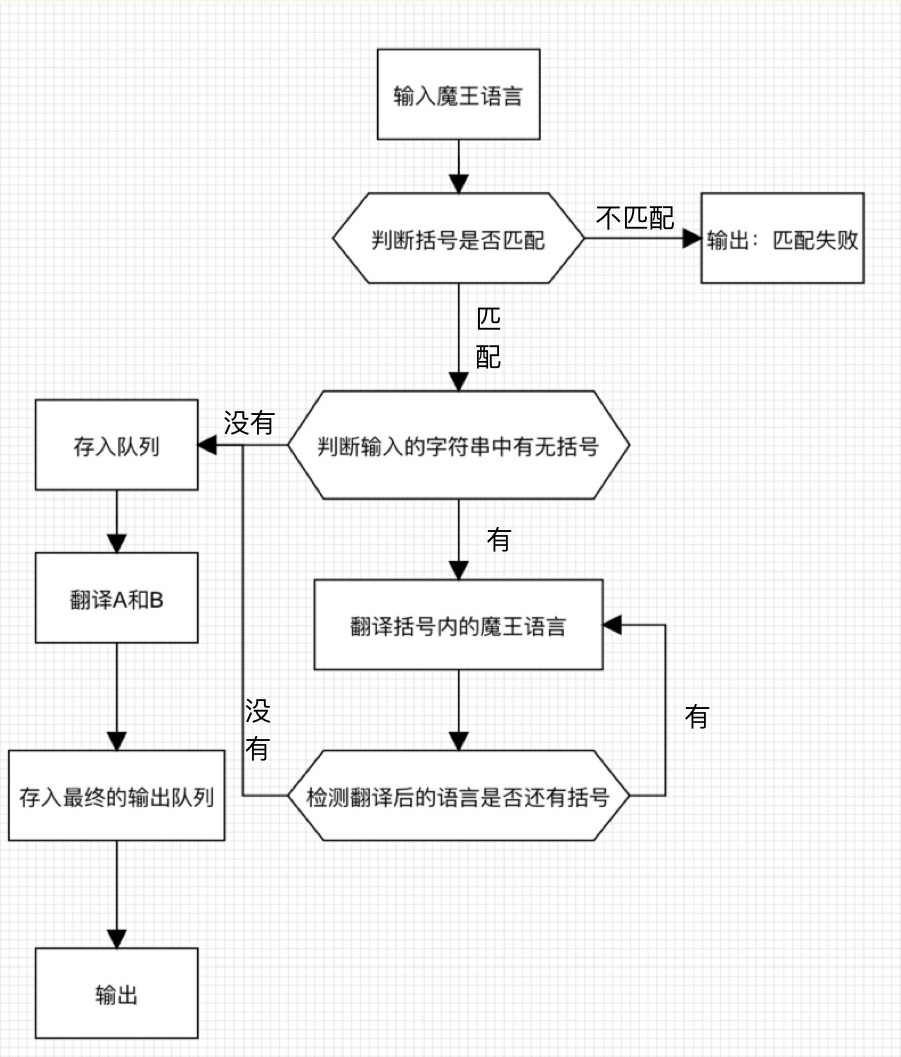 输入魔王语言
判断括号是否匹配
不匹配
输出：匹配失败
匹
配
没有
存入队列
判断输入的字符串中有无括号
有
翻译A和B
翻译括号内的魔王语言
没
有
有
存入最终的输出队列
检测翻译后的语言是否还有括号
输出